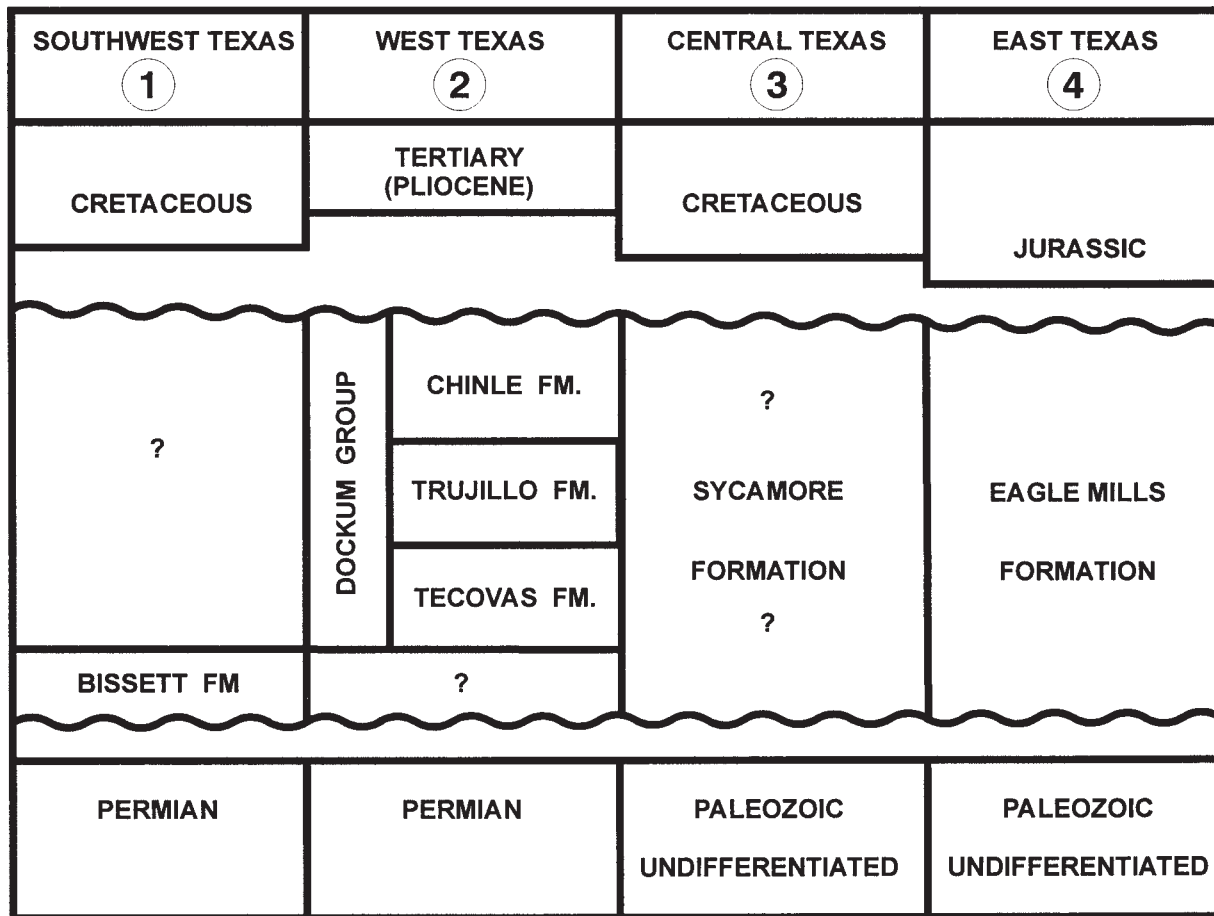 SOUTHWEST TEXAS
1
WEST TEXAS
2
CENTRAL TEXAS
3
EAST TEXAS
4
CRETACEOUS
TERTIARY
(PLIOCENE)
CRETACEOUS
JURASSIC
?
DOCKUM GROUP
CHINLE FM.
TRUJILLO FM.
TECOVAS FM.
?
SYCAMORE
FORMATION
?
EAGLE MILLS
FORMATION
BISSETT FM
?
PERMIAN
PERMIAN
PALEOZOIC
UNDIFFERENTIATED
PALEOZOIC
UNDIFFERENTIATED